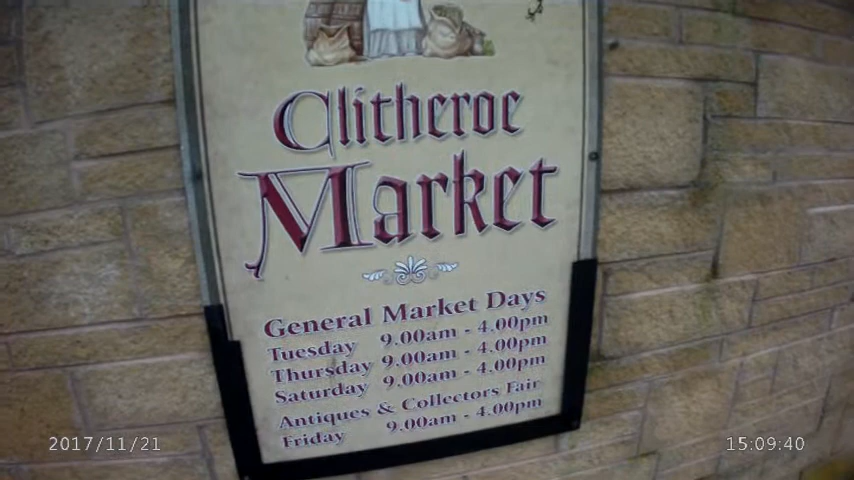 Clitheroe
Market
General Market Days
Tuesday 9.00am - 4.00pm
Thursday 9.00am - 4.00pm
Saturday 9.00am - 4.00pm
Antiques & Collectors Fair
Friday 9.00am - 4.00pm
2017/11/21 15:09:40